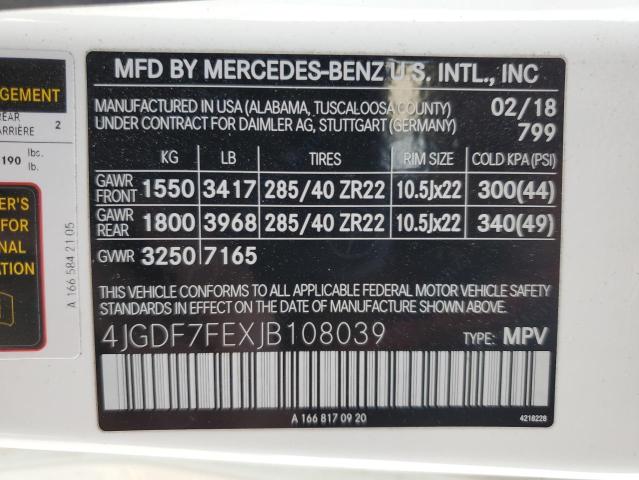 MFD BY MERCEDES-BENZ U.S. INTL., INC
MANUFACTURED IN USA (ALABAMA, TUSCALOOSA COUNTY) 02/18
UNDER CONTRACT FOR DAIMLER AG, STUTTGART (GERMANY) 799
KG LB TIRES RIM SIZE COLD KPA (PSI)
GAWR FRONT 1550 3417 285/40 ZR22 10.5Jx22 300(44)
GAWR REAR 1800 3968 285/40 ZR22 10.5Jx22 340(49)
GVWR 3250 7165
THIS VEHICLE CONFORMS TO ALL APPLICABLE FEDERAL MOTOR VEHICLE
SAFETY STANDARDS IN EFFECT ON THE DATE OF MANUFACTURE SHOWN ABOVE.
4JGDF7FEXJB108039 TYPE: MPV
A 166 817 09 20 4218228
GEMENT
REAR
ARRIÈRE 2
190 lbs.
lb.
ER'S
FOR
NAL
ATION
A 166 584 21 05